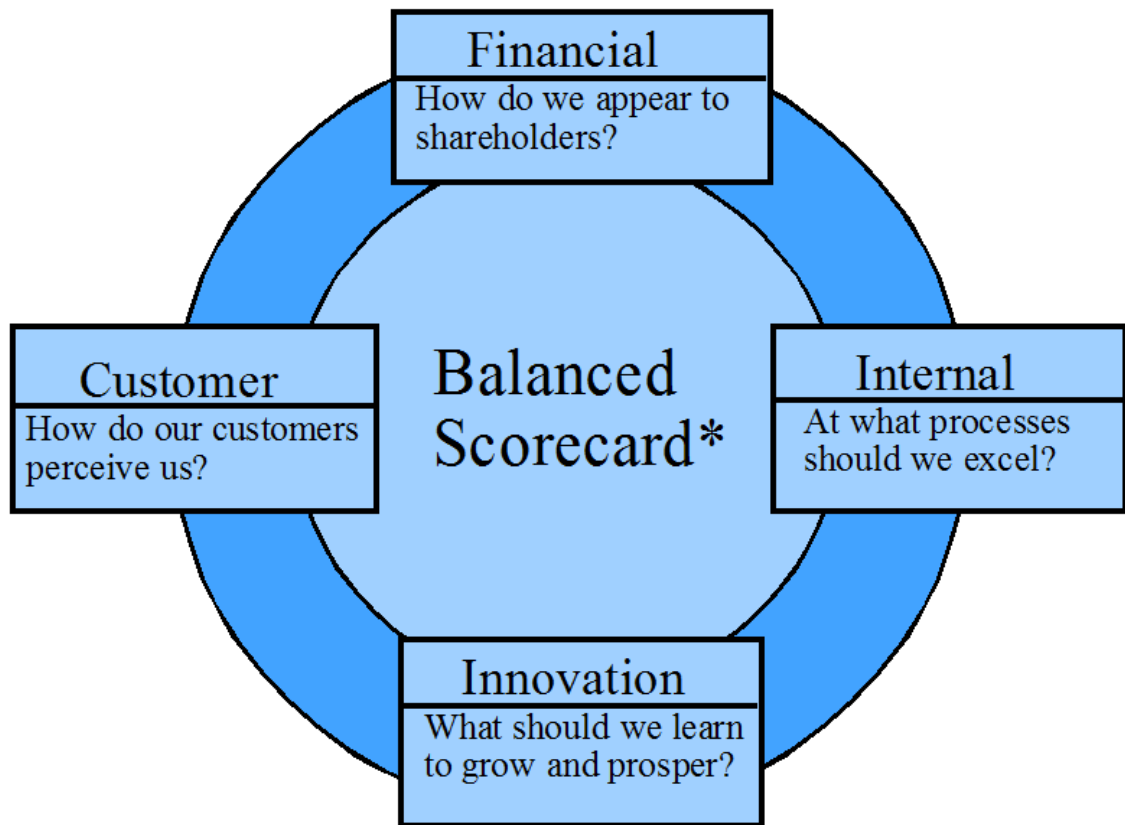 Financial
How do we appear to
shareholders?
Customer
How do our customers
perceive us?
Balanced
Scorecard*
Internal
At what processes
should we excel?
Innovation
What should we learn
to grow and prosper?